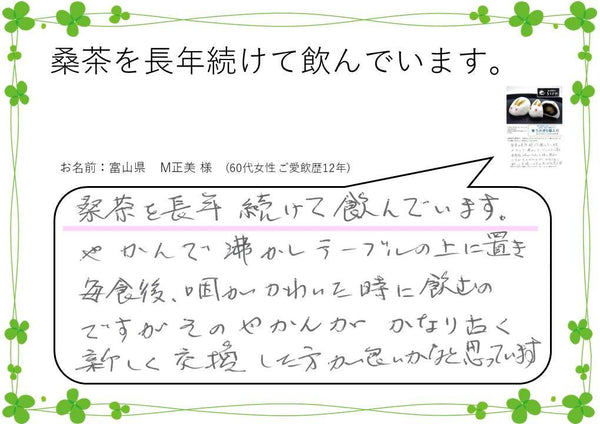 桑茶を長年続けて飲んでいます。
お名前：富山県　M正美 様　(60代女性 ご愛飲歴12年)
桑茶を長年 続けて飲んでいます。
やかんで沸かしテーブルの上に置き
毎食後、咽がかわいた時に飲むの
ですがそのやかんが かなり古く
新しく交換した方が良いかなと思っています